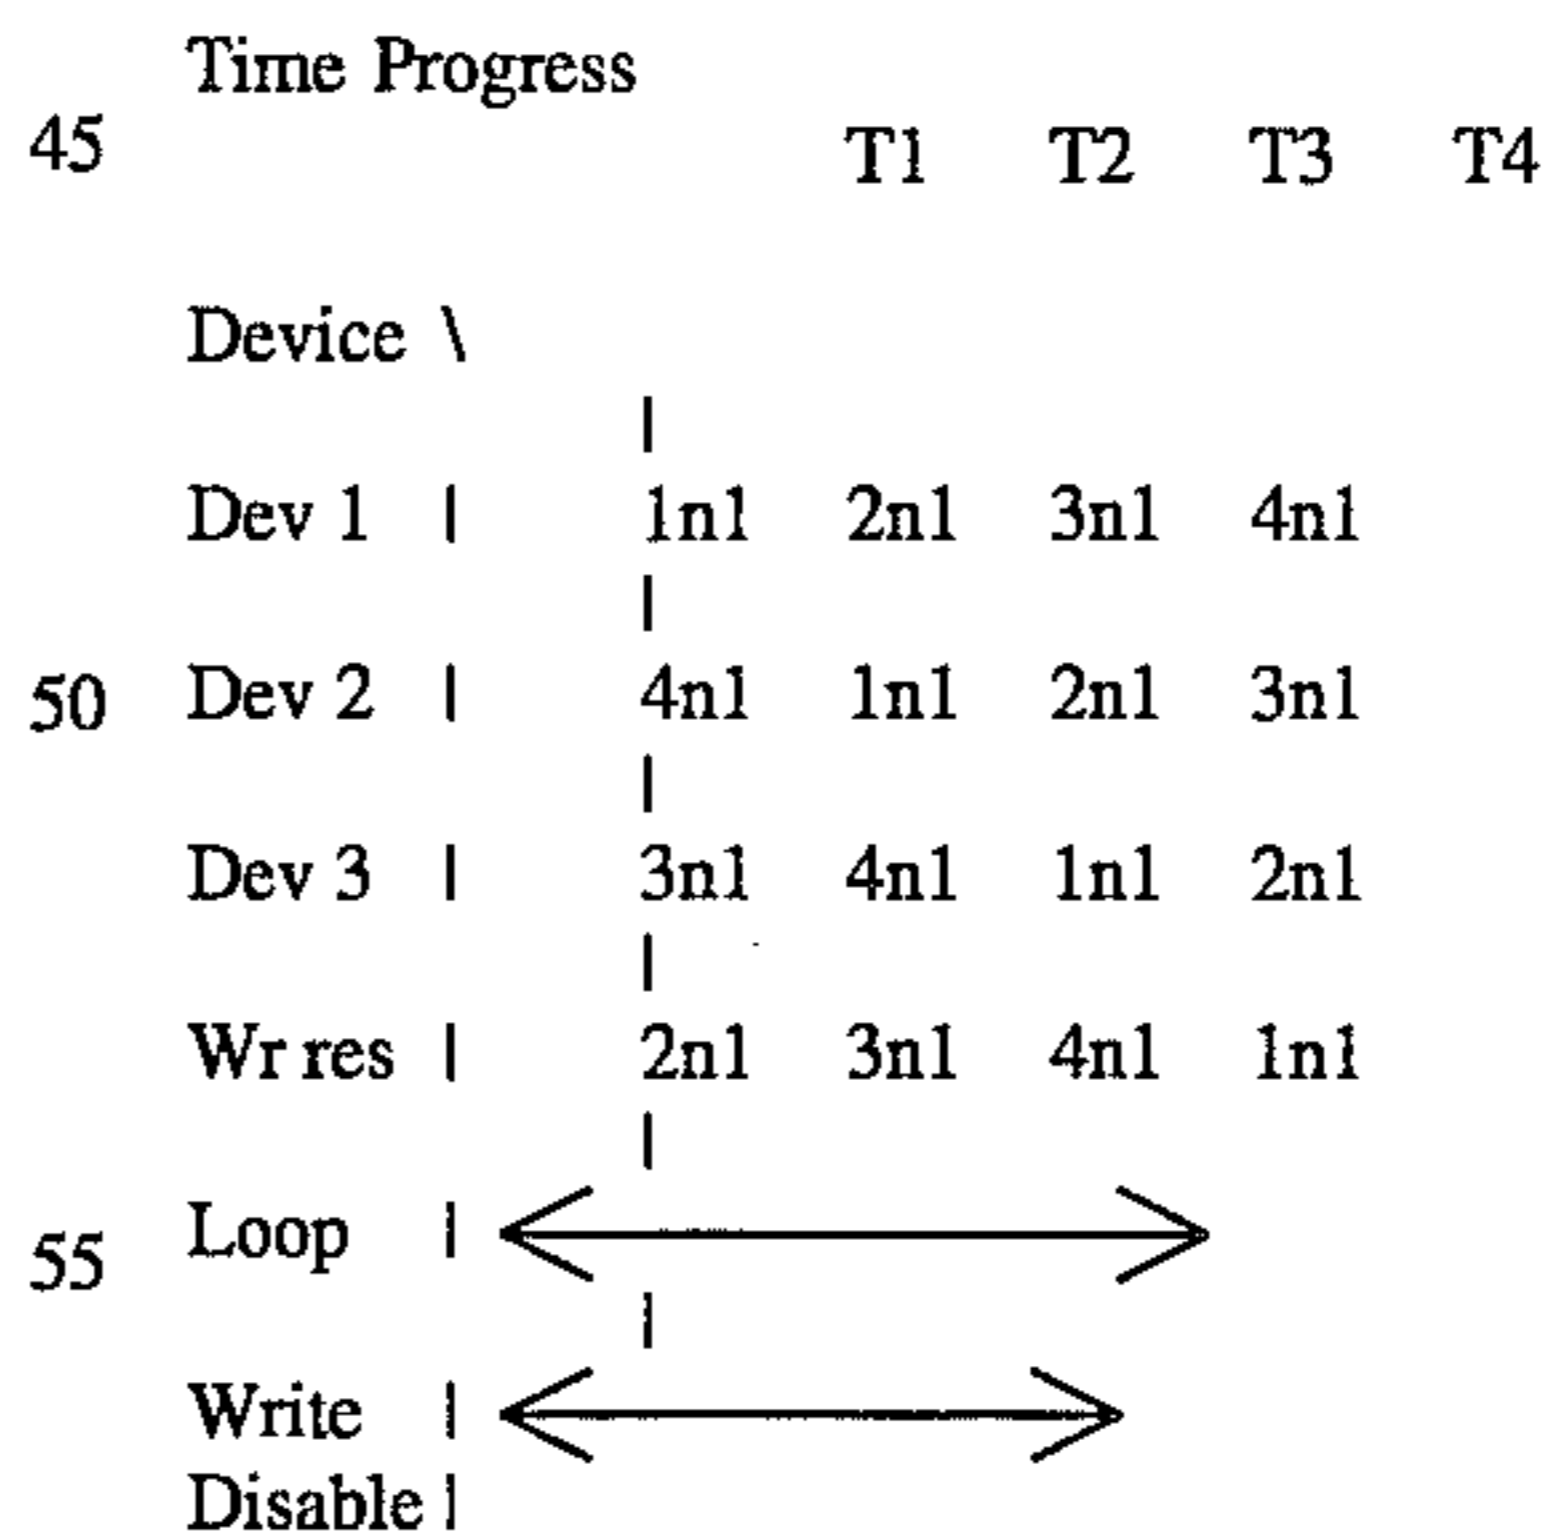 Time Progress
45 T1 T2 T3 T4
Device \
|
Dev 1 | 1n1 2n1 3n1 4n1
|
50 Dev 2 | 4n1 1n1 2n1 3n1
|
Dev 3 | 3n1 4n1 1n1 2n1
|
Wr res | 2n1 3n1 4n1 1n1
|
55 Loop |
|
Write |
Disable |